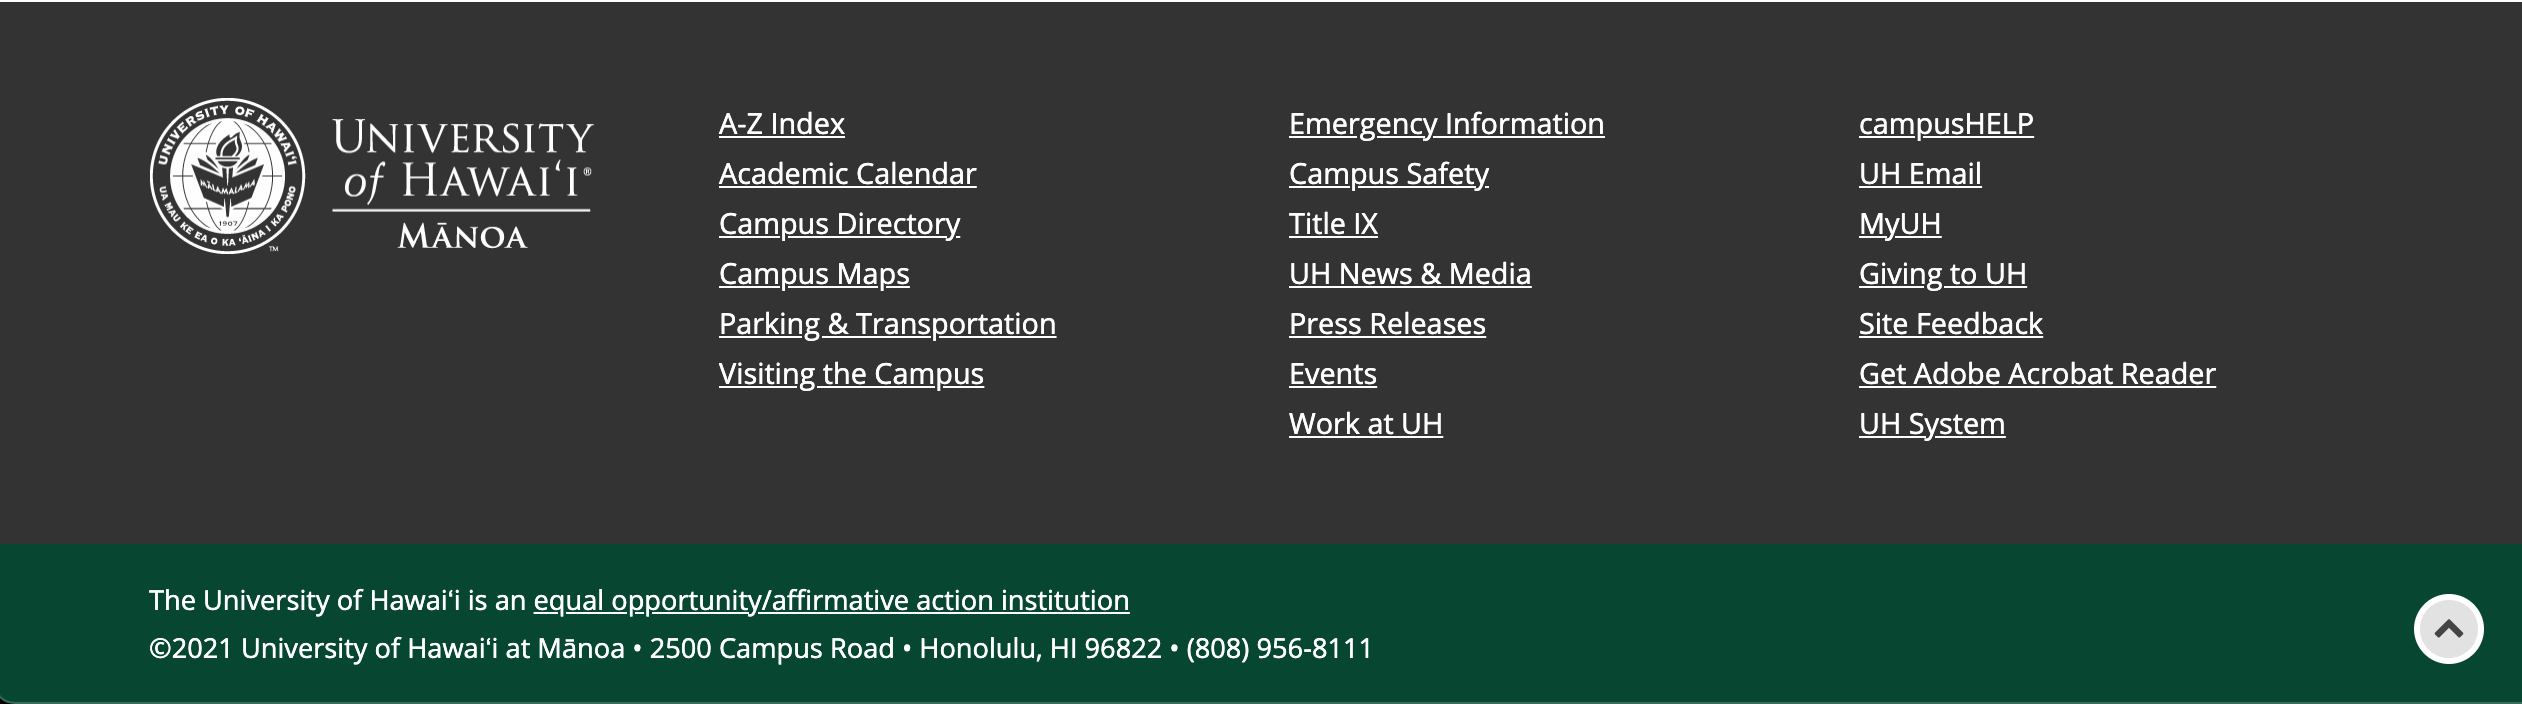 UNIVERSITY OF HAWAIʻI
MĀLAMALAMA
1907
UA MAU KE EA O KA ʻĀINA I KA PONO
™
UNIVERSITY
of HAWAIʻI®
MĀNOA
A-Z Index
Academic Calendar
Campus Directory
Campus Maps
Parking & Transportation
Visiting the Campus
Emergency Information
Campus Safety
Title IX
UH News & Media
Press Releases
Events
Work at UH
campusHELP
UH Email
MyUH
Giving to UH
Site Feedback
Get Adobe Acrobat Reader
UH System
The University of Hawaiʻi is an equal opportunity/affirmative action institution
©2021 University of Hawaiʻi at Mānoa • 2500 Campus Road • Honolulu, HI 96822 • (808) 956-8111